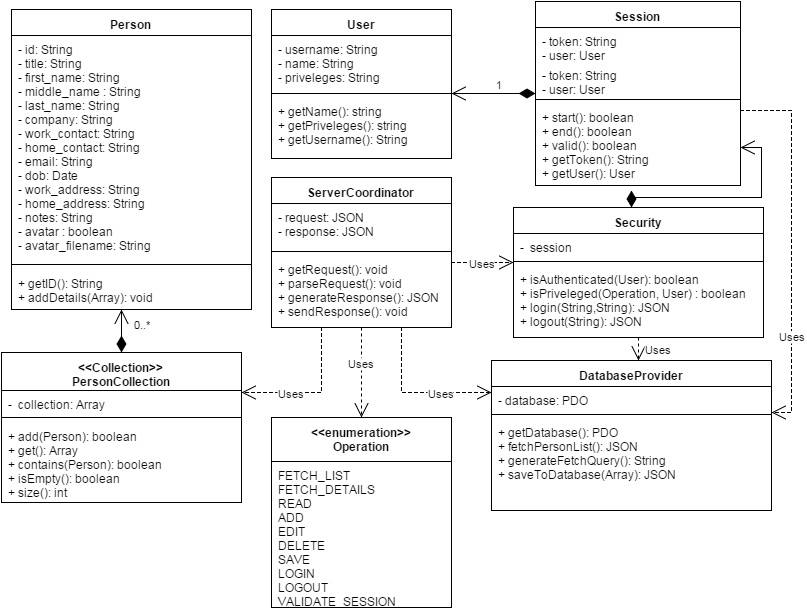 Person
- id: String
- title: String
- first_name: String
- middle_name : String
- last_name: String
- company: String
- work_contact: String
- home_contact: String
- email: String
- dob: Date
- work_address: String
- home_address: String
- notes: String
- avatar : boolean
- avatar_filename: String
+ getID(): String
+ addDetails(Array): void
User
- username: String
- name: String
- priveleges: String
+ getName(): string
+ getPriveleges(): string
+ getUsername(): String
1
Session
- token: String
- user: User
- token: String
- user: User
+ start(): boolean
+ end(): boolean
+ valid(): boolean
+ getToken(): String
+ getUser(): User
ServerCoordinator
- request: JSON
- response: JSON
+ getRequest(): void
+ parseRequest(): void
+ generateResponse(): JSON
+ sendResponse(): void
Uses
Security
- session
+ isAuthenticated(User): boolean
+ isPriveleged(Operation, User) : boolean
+ login(String,String): JSON
+ logout(String): JSON
0..*
Uses
Uses
Uses
Uses
Uses
<<Collection>>
PersonCollection
- collection: Array
+ add(Person): boolean
+ get(): Array
+ contains(Person): boolean
+ isEmpty(): boolean
+ size(): int
<<enumeration>>
Operation
FETCH_LIST
FETCH_DETAILS
READ
ADD
EDIT
DELETE
SAVE
LOGIN
LOGOUT
VALIDATE_SESSION
DatabaseProvider
- database: PDO
+ getDatabase(): PDO
+ fetchPersonList(): JSON
+ generateFetchQuery(): String
+ saveToDatabase(Array): JSON